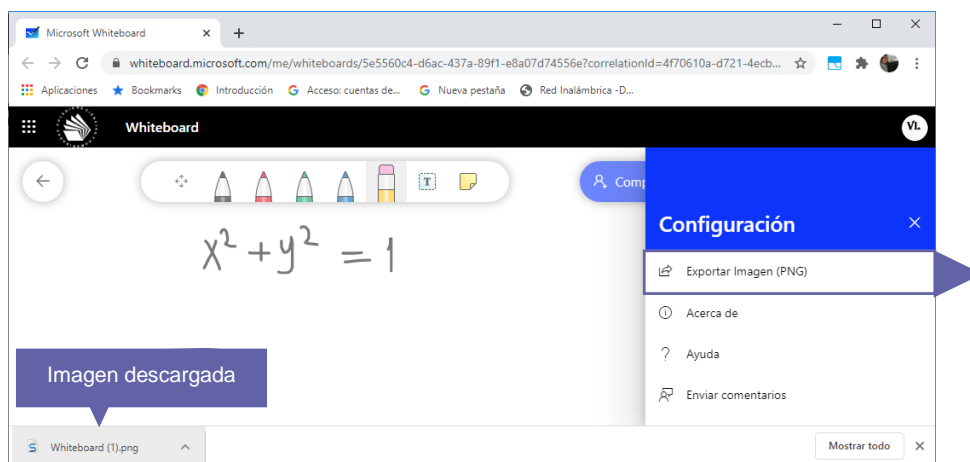 Microsoft Whiteboard
whiteboard.microsoft.com/me/whiteboards/5e5560c4-d6ac-437a-89f1-e8a07d74556e?correlationId=4f70610a-d721-4ecb...
Aplicaciones Bookmarks Introducción Acceso: cuentas de... Nueva pestaña Red Inalámbrica -D...
Whiteboard VL
T Comp
Configuración
x² + y² = 1
Exportar Imagen (PNG)
Acerca de
Ayuda
Imagen descargada
Enviar comentarios
Whiteboard (1).png Mostrar todo